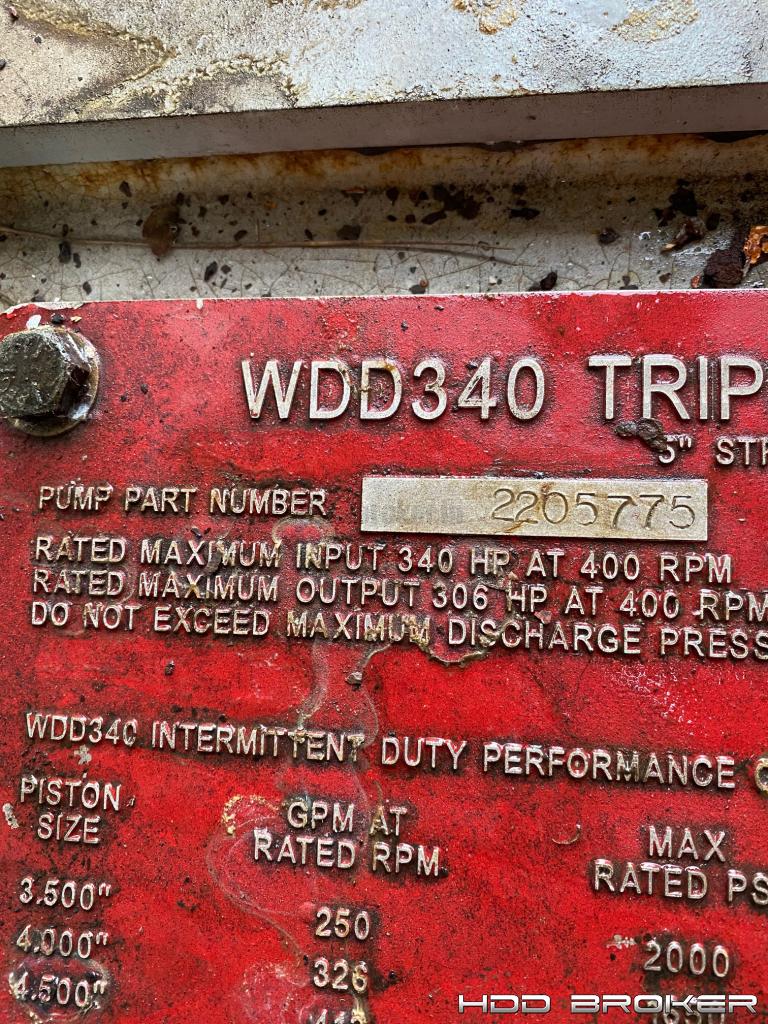 WDD340 TRIP
5" STR
PUMP PART NUMBER 2205775
RATED MAXIMUM INPUT 340 HP AT 400 RPM
RATED MAXIMUM OUTPUT 306 HP AT 400 RPM
DO NOT EXCEED MAXIMUM DISCHARGE PRESS
WDD340 INTERMITTENT DUTY PERFORMANCE
PISTON SIZE
GPM AT RATED RPM
MAX RATED PS
3.500" 250 2000
4.000" 326
4.500"
HDD BROKER